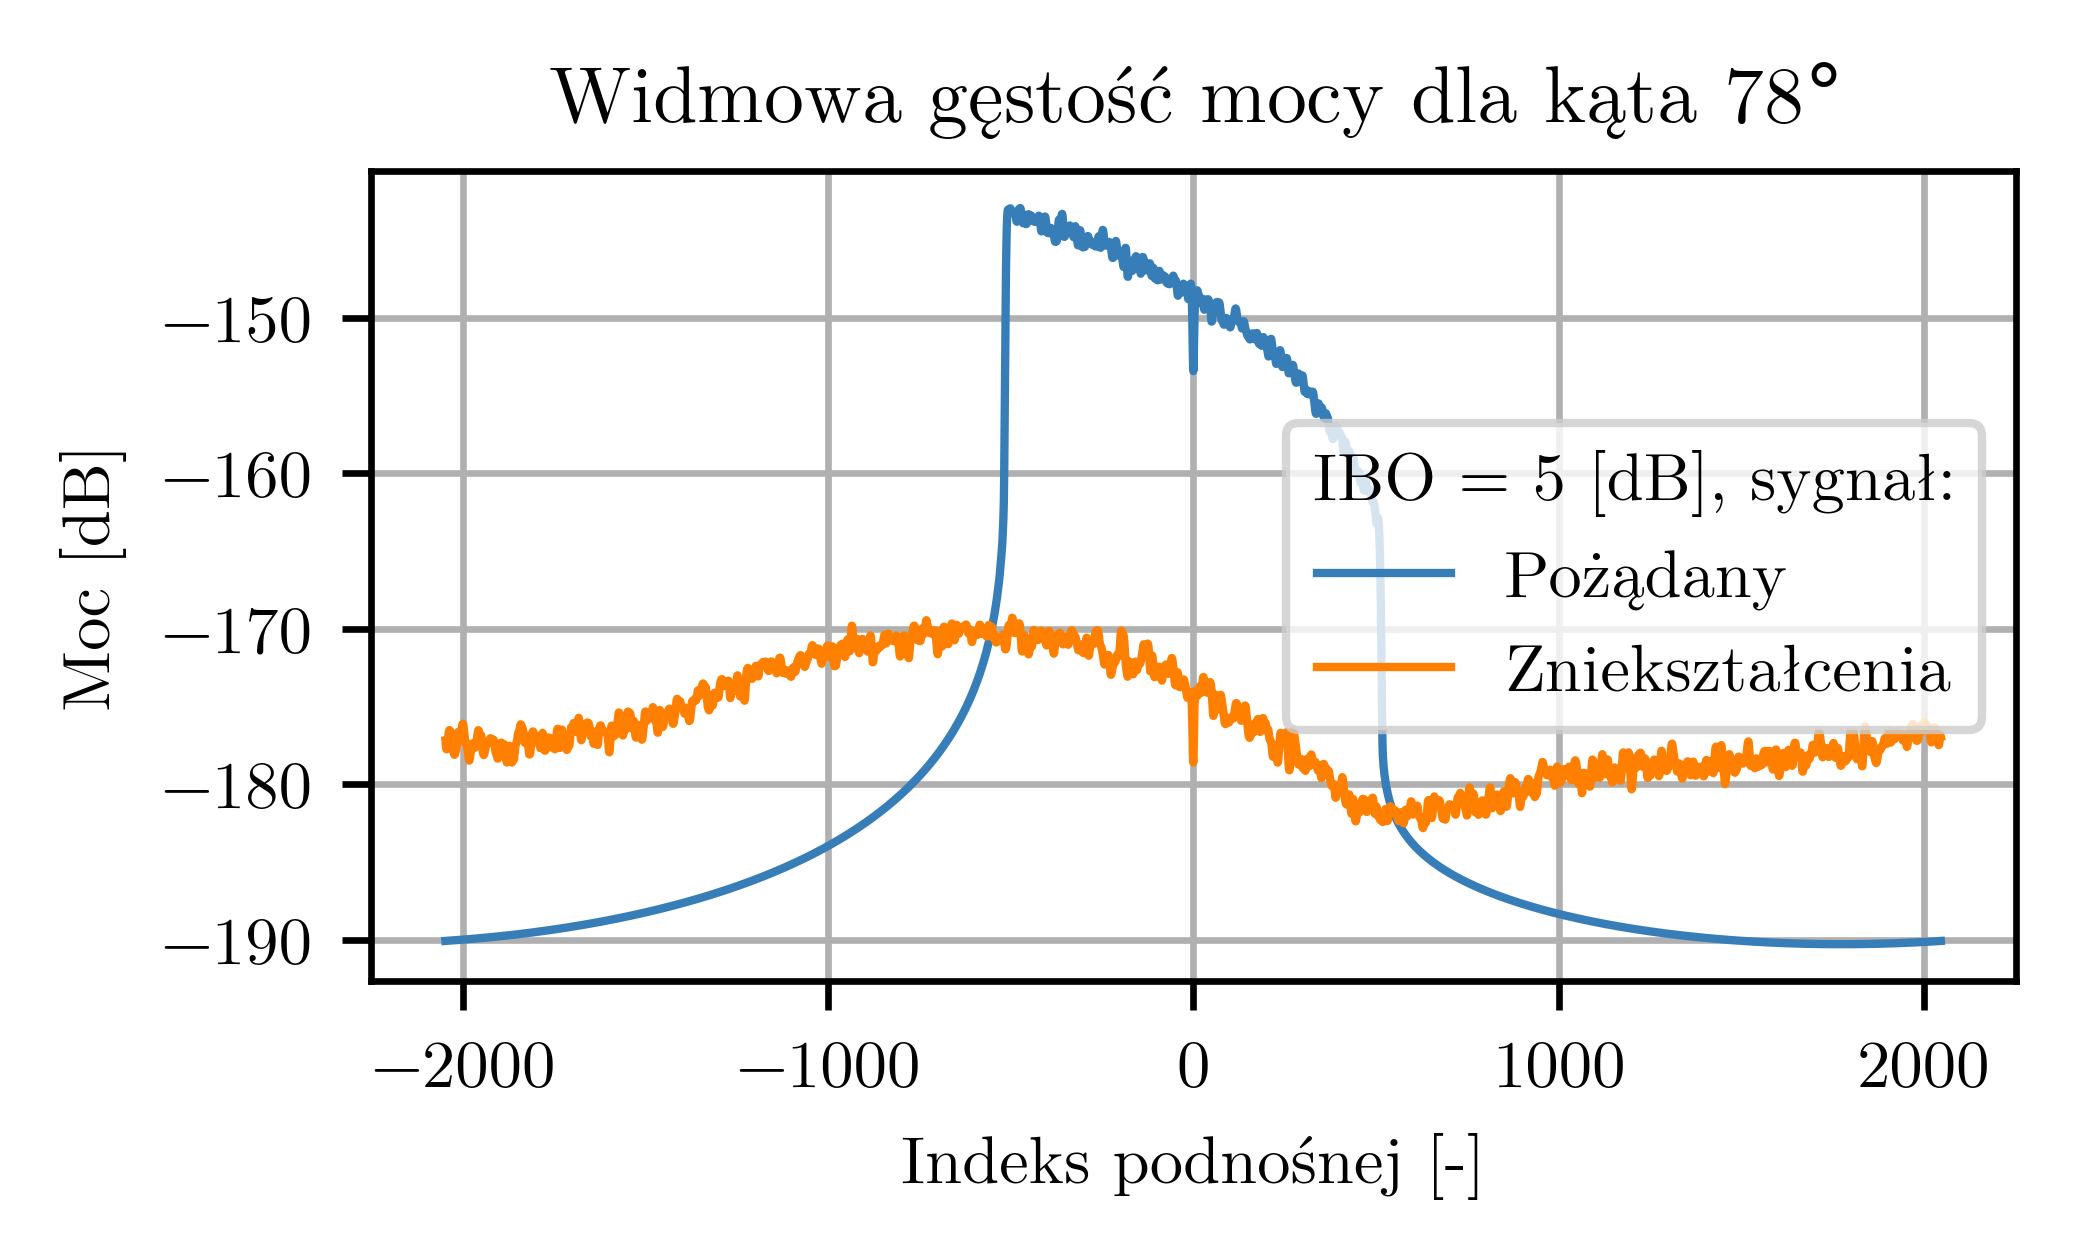 Widmowa gęstość mocy dla kąta 78°
Moc [dB]
−150
−160
−170
−180
−190
IBO = 5 [dB], sygnał:
Pożądany
Zniekształcenia
−2000
−1000
0
1000
2000
Indeks podnośnej [-]